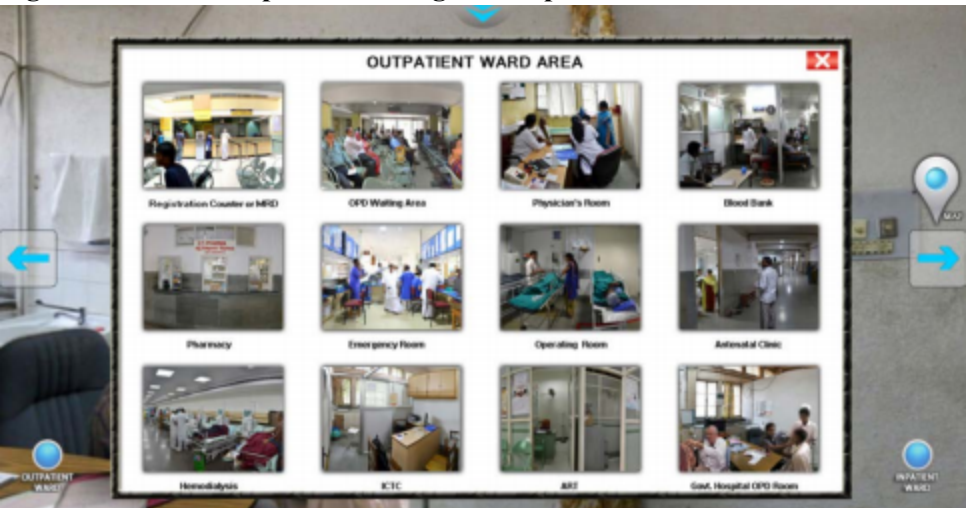 OUTPATIENT WARD AREA
Registration Counter or MRD
OPD Waiting Area
Physician's Room
Blood Bank
MAP
Pharmacy
Emergency Room
Operating Room
Antenatal Clinic
Hemodialysis
ICTC
ART
Govt. Hospital OPD Room
OUTPATIENT
WARD
INPATIENT
WARD